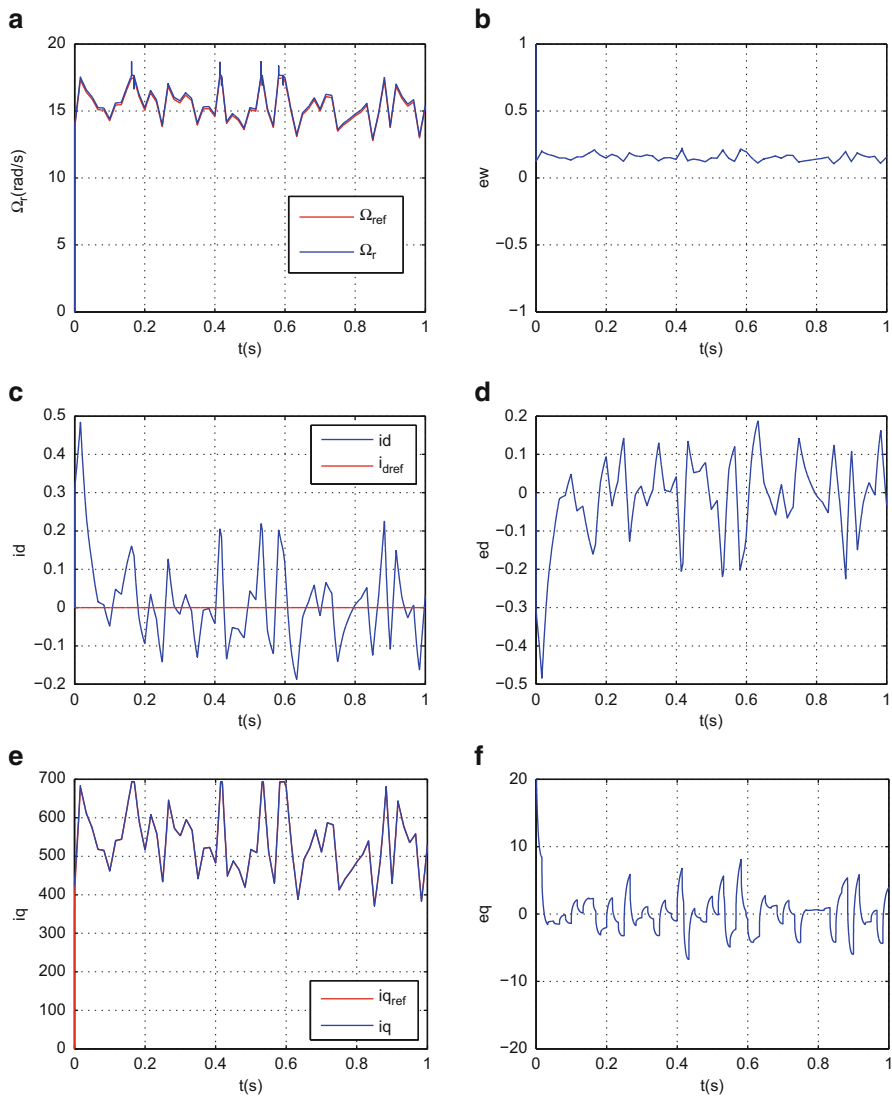 a
20
15
10
5
0
Ωr(rad/s)
Ωref
Ωr
0 0.2 0.4 0.6 0.8 1
t(s)
b
1
0.5
0
−0.5
−1
ew
0 0.2 0.4 0.6 0.8 1
t(s)
c
0.5
0.4
0.3
0.2
0.1
0
−0.1
−0.2
id
id
idref
0 0.2 0.4 0.6 0.8 1
t(s)
d
0.2
0.1
0
−0.1
−0.2
−0.3
−0.4
−0.5
ed
0 0.2 0.4 0.6 0.8 1
t(s)
e
700
600
500
400
300
200
100
0
iq
iqref
iq
0 0.2 0.4 0.6 0.8 1
t(s)
f
20
10
0
−10
−20
eq
0 0.2 0.4 0.6 0.8 1
t(s)